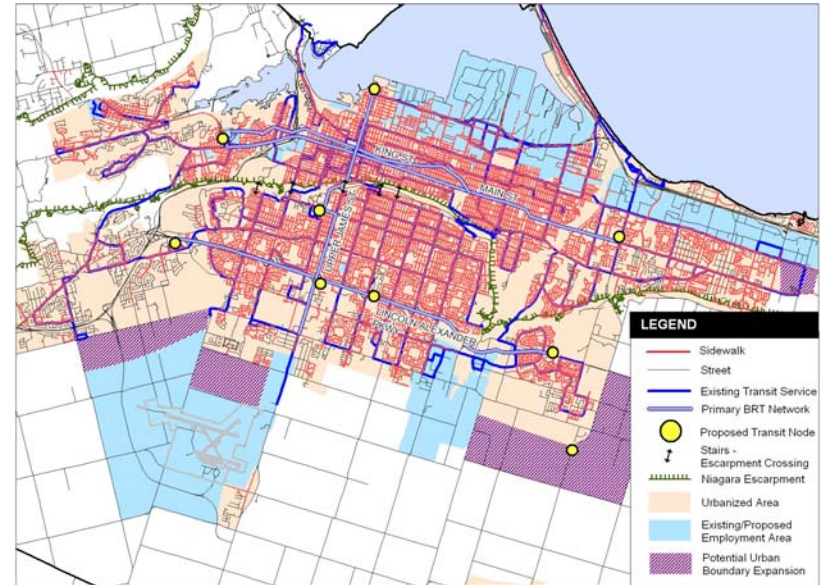 KING ST.
MAIN ST.
UPPER JAMES ST.
LINCOLN ALEXANDER
PKWY.
LEGEND
Sidewalk
Street
Existing Transit Service
Primary BRT Network
Proposed Transit Node
Stairs -
Escarpment Crossing
Niagara Escarpment
Urbanized Area
Existing/Proposed
Employment Area
Potential Urban
Boundary Expansion